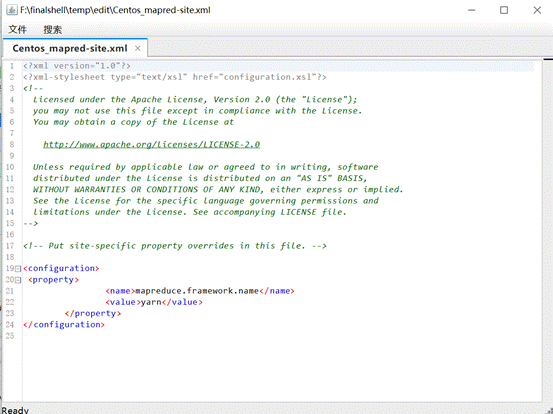 F:\finalshell\temp\edit\Centos_mapred-site.xml
文件 搜索
Centos_mapred-site.xml
1 <?xml version="1.0"?>
2 <?xml-stylesheet type="text/xsl" href="configuration.xsl"?>
3 <!--
4 Licensed under the Apache License, Version 2.0 (the "License");
5 you may not use this file except in compliance with the License.
6 You may obtain a copy of the License at
7
8 http://www.apache.org/licenses/LICENSE-2.0
9
10 Unless required by applicable law or agreed to in writing, software
11 distributed under the License is distributed on an "AS IS" BASIS,
12 WITHOUT WARRANTIES OR CONDITIONS OF ANY KIND, either express or implied.
13 See the License for the specific language governing permissions and
14 limitations under the License. See accompanying LICENSE file.
15 -->
16
17 <!-- Put site-specific property overrides in this file. -->
18
19 <configuration>
20 <property>
21 <name>mapreduce.framework.name</name>
22 <value>yarn</value>
23 </property>
24 </configuration>
25
Ready